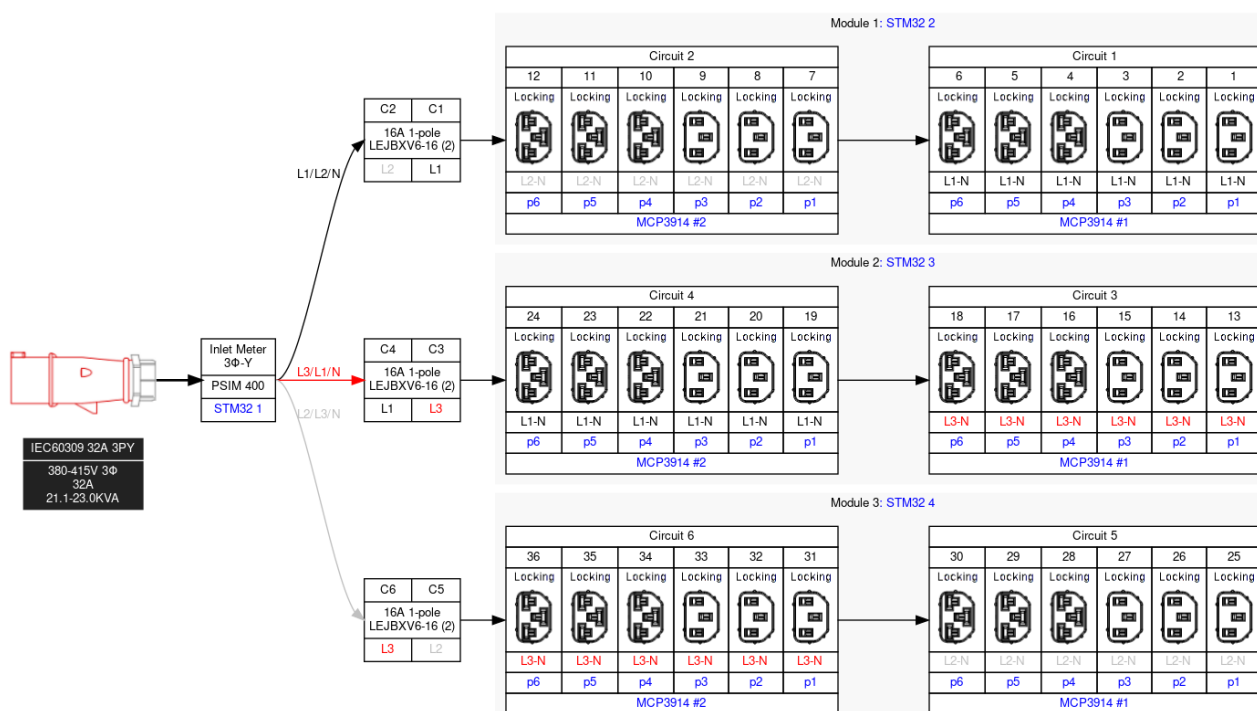 Module 1: STM32 2
Circuit 2
12 11 10 9 8 7
Locking Locking Locking Locking Locking Locking
L2-N L2-N L2-N L2-N L2-N L2-N
p6 p5 p4 p3 p2 p1
MCP3914 #2
Circuit 1
6 5 4 3 2 1
Locking Locking Locking Locking Locking Locking
L1-N L1-N L1-N L1-N L1-N L1-N
p6 p5 p4 p3 p2 p1
MCP3914 #1
C2 C1
16A 1-pole
LEJBXV6-16 (2)
L2 L1
L1/L2/N
Module 2: STM32 3
Circuit 4
24 23 22 21 20 19
Locking Locking Locking Locking Locking Locking
L1-N L1-N L1-N L1-N L1-N L1-N
p6 p5 p4 p3 p2 p1
MCP3914 #2
Circuit 3
18 17 16 15 14 13
Locking Locking Locking Locking Locking Locking
L3-N L3-N L3-N L3-N L3-N L3-N
p6 p5 p4 p3 p2 p1
MCP3914 #1
Inlet Meter
3Φ-Y
PSIM 400
STM32 1
L3/L1/N
C4 C3
16A 1-pole
LEJBXV6-16 (2)
L1 L3
L2/L3/N
IEC60309 32A 3PY
380-415V 3Φ
32A
21.1-23.0KVA
Module 3: STM32 4
Circuit 6
36 35 34 33 32 31
Locking Locking Locking Locking Locking Locking
L3-N L3-N L3-N L3-N L3-N L3-N
p6 p5 p4 p3 p2 p1
MCP3914 #2
Circuit 5
30 29 28 27 26 25
Locking Locking Locking Locking Locking Locking
L2-N L2-N L2-N L2-N L2-N L2-N
p6 p5 p4 p3 p2 p1
MCP3914 #1
C6 C5
16A 1-pole
LEJBXV6-16 (2)
L3 L2